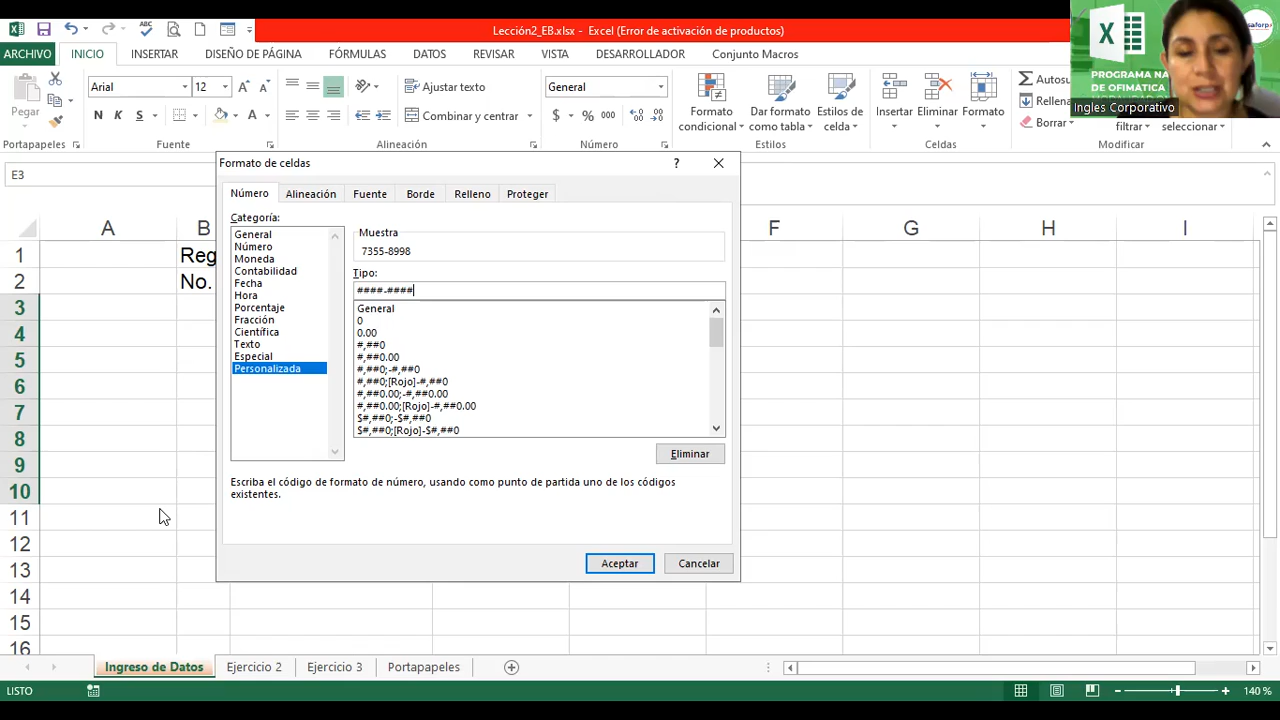 Lección2_EB.xlsx - Excel (Error de activación de productos)
ARCHIVO INICIO INSERTAR DISEÑO DE PÁGINA FÓRMULAS DATOS REVISAR VISTA DESARROLLADOR Conjunto Macros
PROGRAMA NA
DE OFIMÁTICA
Ingles Corporativo
Pegar
Arial 12
N K S
Ajustar texto
Combinar y centrar
General
$ % 000
Formato condicional
Dar formato como tabla
Estilos de celda
Insertar
Eliminar
Formato
Autosu
Rellena
Borrar
filtrar
seleccionar
Portapapeles Fuente Alineación Número Estilos Celdas Modificar
E3
Formato de celdas ?
Número Alineación Fuente Borde Relleno Proteger
Categoría:
General
Número
Moneda
Contabilidad
Fecha
Hora
Porcentaje
Fracción
Científica
Texto
Especial
Personalizada
Muestra
7355-8998
Tipo:
####-####
General
0
0.00
#,##0
#,##0.00
#,##0;-#,##0
#,##0;[Rojo]-#,##0
#,##0.00;-#,##0.00
#,##0.00;[Rojo]-#,##0.00
$#,##0;-$#,##0
$#,##0;[Rojo]-$#,##0
Eliminar
Escriba el código de formato de número, usando como punto de partida uno de los códigos
existentes.
Aceptar Cancelar
A B F G H I
1 Reg
2 No.
3
4
5
6
7
8
9
10
11
12
13
14
15
16
Ingreso de Datos Ejercicio 2 Ejercicio 3 Portapapeles
LISTO 140 %